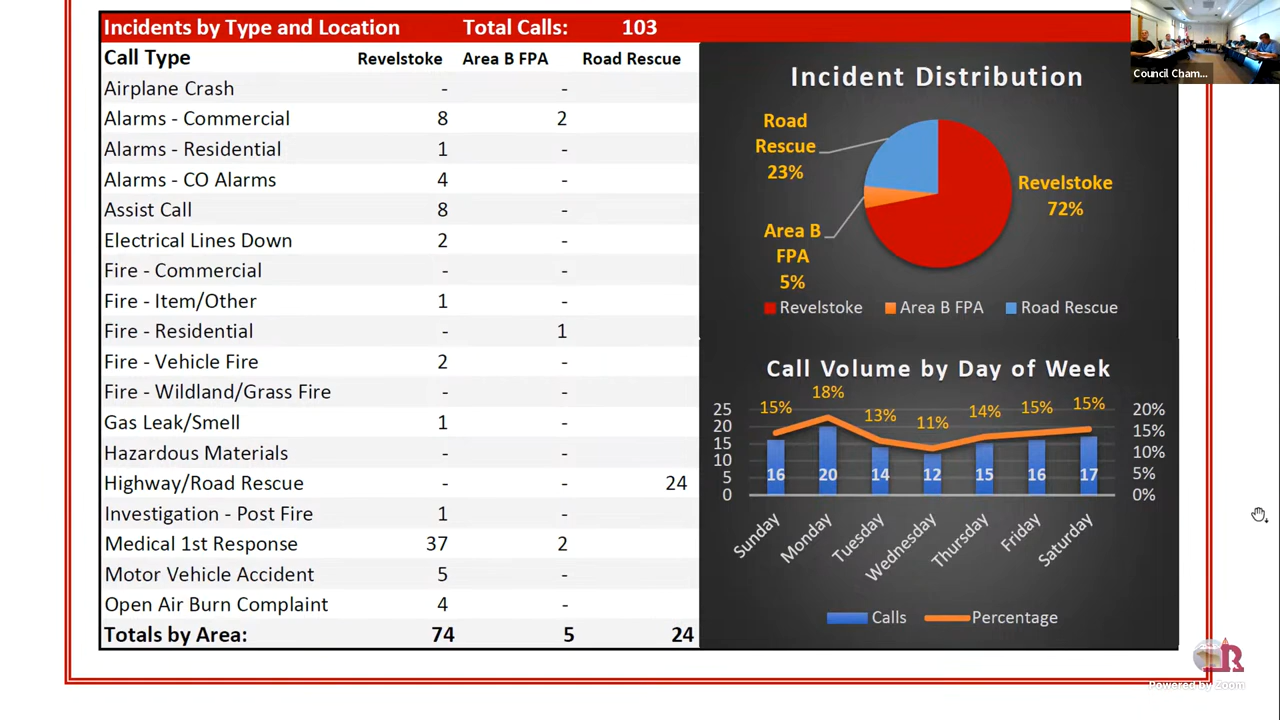 Incidents by Type and Location Total Calls: 103
Call Type Revelstoke Area B FPA Road Rescue
Airplane Crash - -
Alarms - Commercial 8 2
Alarms - Residential 1 -
Alarms - CO Alarms 4 -
Assist Call 8 -
Electrical Lines Down 2 -
Fire - Commercial - -
Fire - Item/Other 1 -
Fire - Residential - 1
Fire - Vehicle Fire 2 -
Fire - Wildland/Grass Fire - -
Gas Leak/Smell 1 -
Hazardous Materials - -
Highway/Road Rescue - - 24
Investigation - Post Fire 1 -
Medical 1st Response 37 2
Motor Vehicle Accident 5 -
Open Air Burn Complaint 4 -
Totals by Area: 74 5 24
Council Cham...
Incident Distribution
Road
Rescue
23%
Revelstoke
72%
Area B
FPA
5%
Revelstoke Area B FPA Road Rescue
Call Volume by Day of Week
15% 18% 13% 11% 14% 15% 15%
25 20%
20 15%
15 10%
10 5%
5 0%
0
16 20 14 12 15 16 17
Sunday Monday Tuesday Wednesday Thursday Friday Saturday
Calls Percentage
R
Powered by Zoom